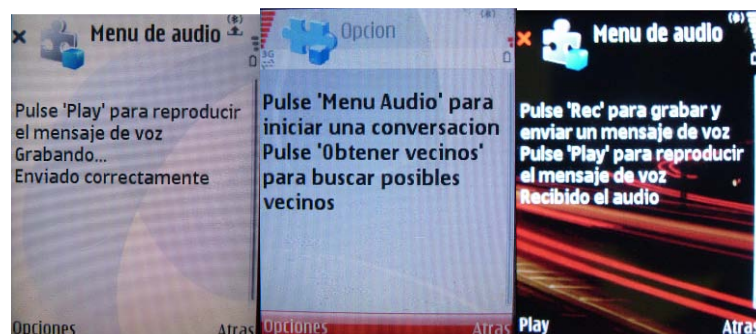 Menu de audio
Pulse 'Play' para reproducir
el mensaje de voz
Grabando...
Enviado correctamente
Opciones
Atras
Opcion
3G
Pulse 'Menu Audio' para
iniciar una conversacion
Pulse 'Obtener vecinos'
para buscar posibles
vecinos
Opciones
Atras
Menu de audio
Pulse 'Rec' para grabar y
enviar un mensaje de voz
Pulse 'Play' para reproducir
el mensaje de voz
Recibido el audio
Play
Atras